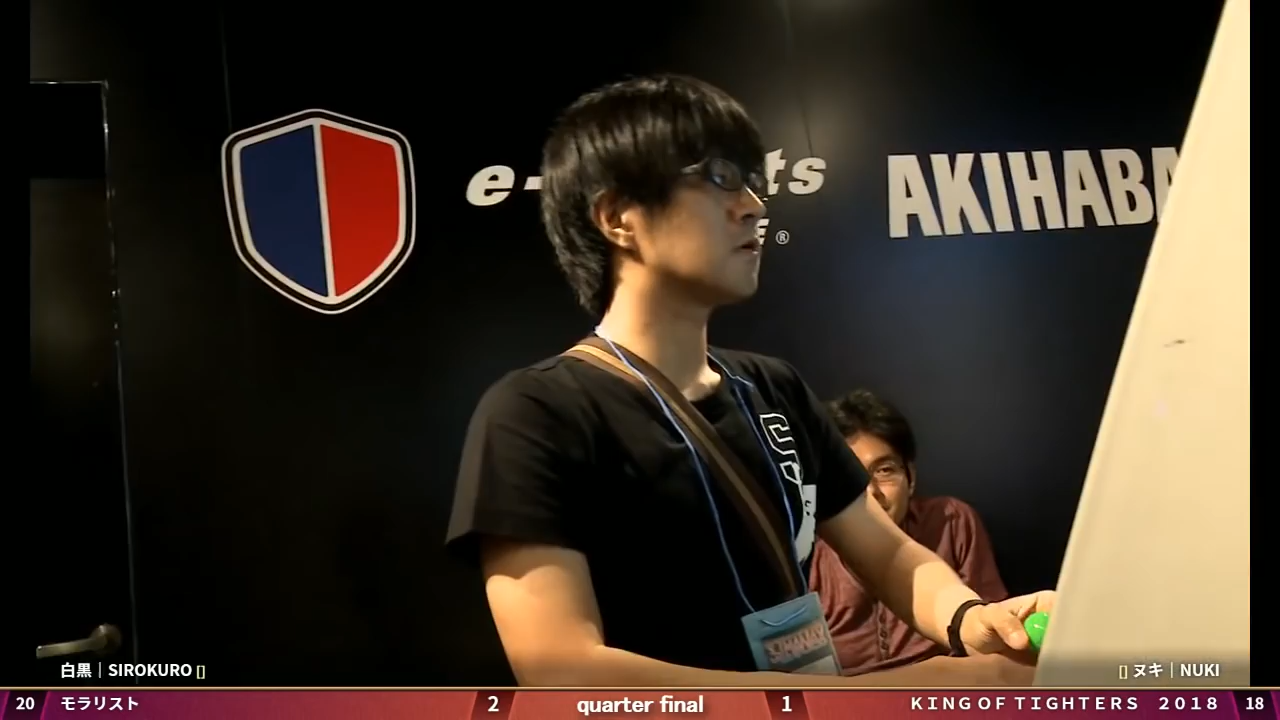 e-
ts
®
AKIHABA
白黒｜SIROKURO []
[] ヌキ｜NUKI
20 モラリスト 2 quarter final 1 KING OF TIGHTERS 2018 18